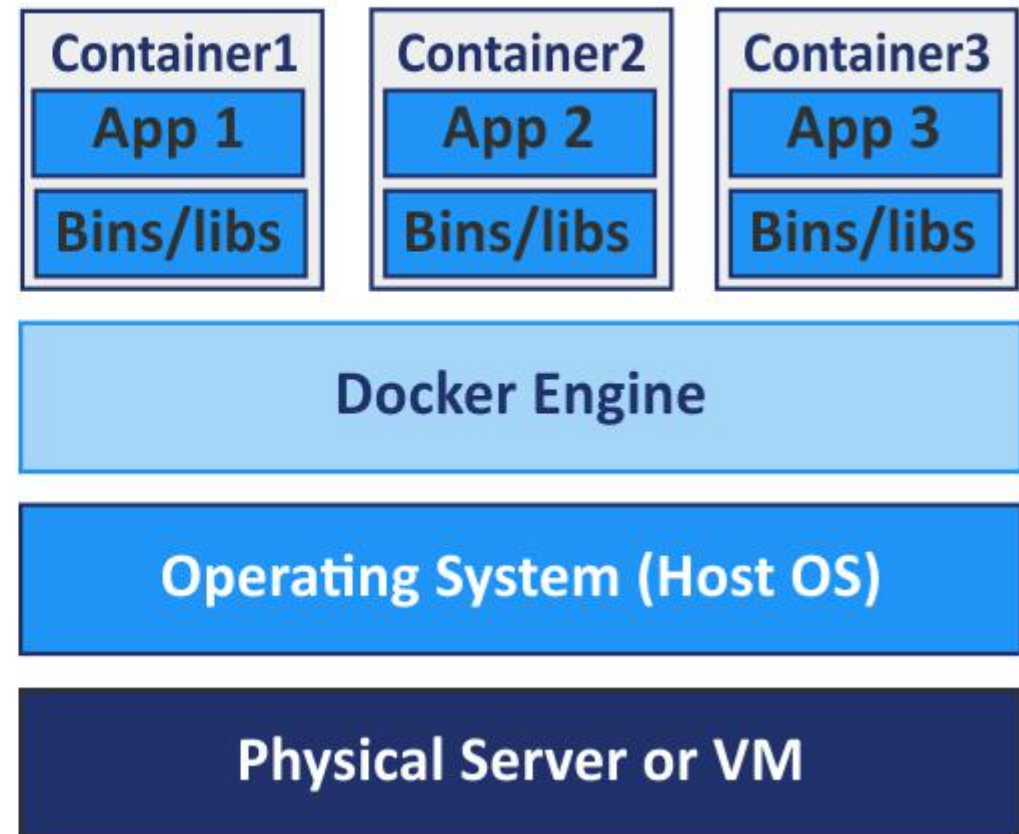 Container1
App 1
Bins/libs
Container2
App 2
Bins/libs
Container3
App 3
Bins/libs
Docker Engine
Operating System (Host OS)
Physical Server or VM